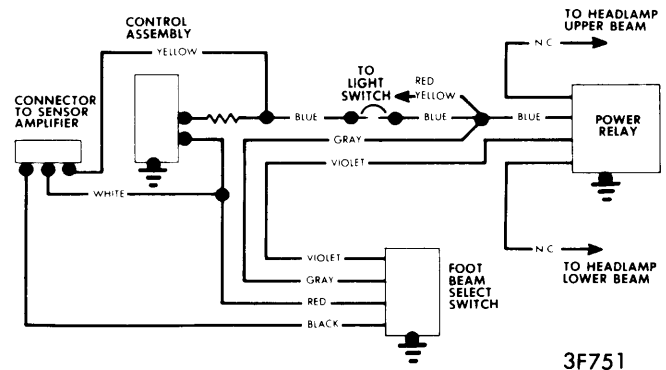 CONTROL
ASSEMBLY
TO HEADLAMP
UPPER BEAM
N C
YELLOW
TO
LIGHT
SWITCH
RED
YELLOW
CONNECTOR
TO SENSOR
AMPLIFIER
BLUE
BLUE
BLUE
POWER
RELAY
GRAY
VIOLET
WHITE
N C
VIOLET
GRAY
RED
BLACK
FOOT
BEAM
SELECT
SWITCH
TO HEADLAMP
LOWER BEAM
3F751